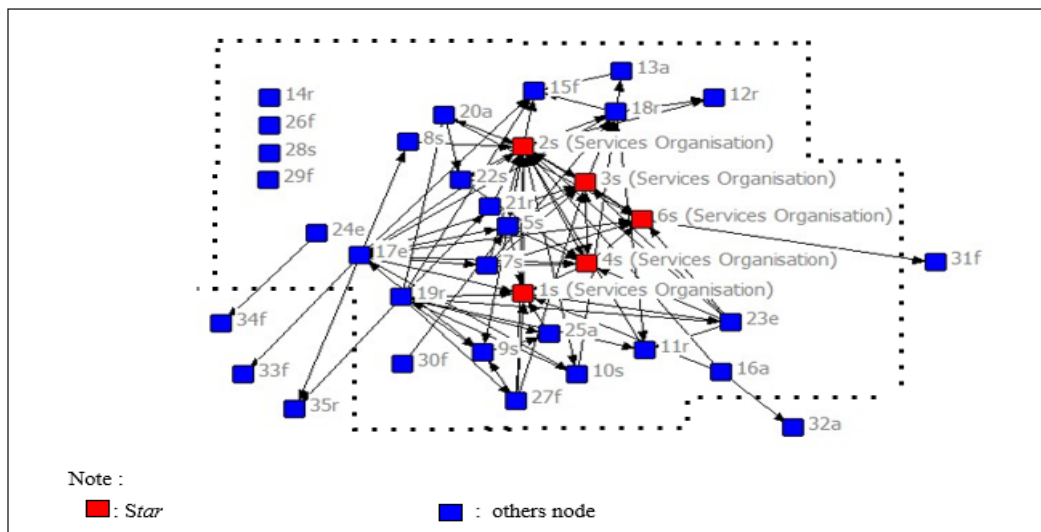 13a
15f
12r
14r
20a
18r
26f
8s
2s (Services Organisation)
28s
22s
3s (Services Organisation)
29f
21r
6s (Services Organisation)
5s
24e
17e
7s
4s (Services Organisation)
31f
19r
1s (Services Organisation)
34f
25a
23e
9s
11r
30f
10s
16a
33f
27f
35r
32a
Note :
: Star
: others node